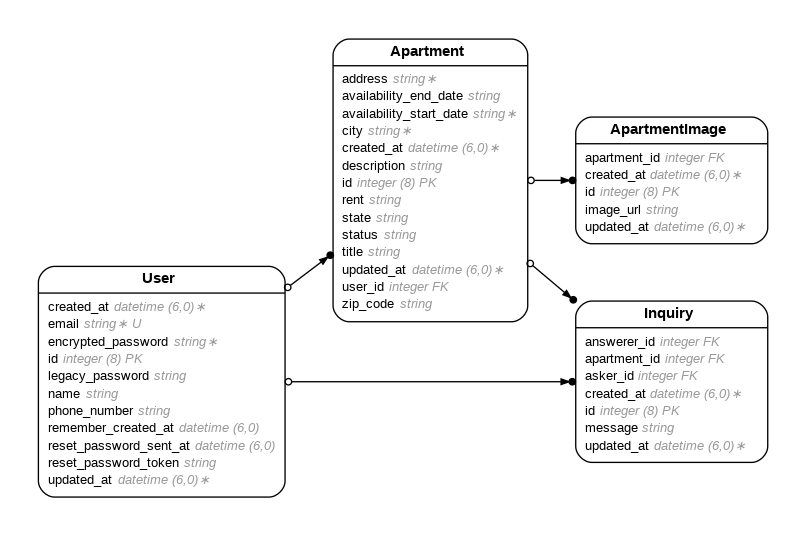 Apartment
address string∗
availability_end_date string
availability_start_date string∗
city string∗
created_at datetime (6,0)∗
description string
id integer (8) PK
rent string
state string
status string
title string
updated_at datetime (6,0)∗
user_id integer FK
zip_code string
ApartmentImage
apartment_id integer FK
created_at datetime (6,0)∗
id integer (8) PK
image_url string
updated_at datetime (6,0)∗
User
created_at datetime (6,0)∗
email string∗ U
encrypted_password string∗
id integer (8) PK
legacy_password string
name string
phone_number string
remember_created_at datetime (6,0)
reset_password_sent_at datetime (6,0)
reset_password_token string
updated_at datetime (6,0)∗
Inquiry
answerer_id integer FK
apartment_id integer FK
asker_id integer FK
created_at datetime (6,0)∗
id integer (8) PK
message string
updated_at datetime (6,0)∗